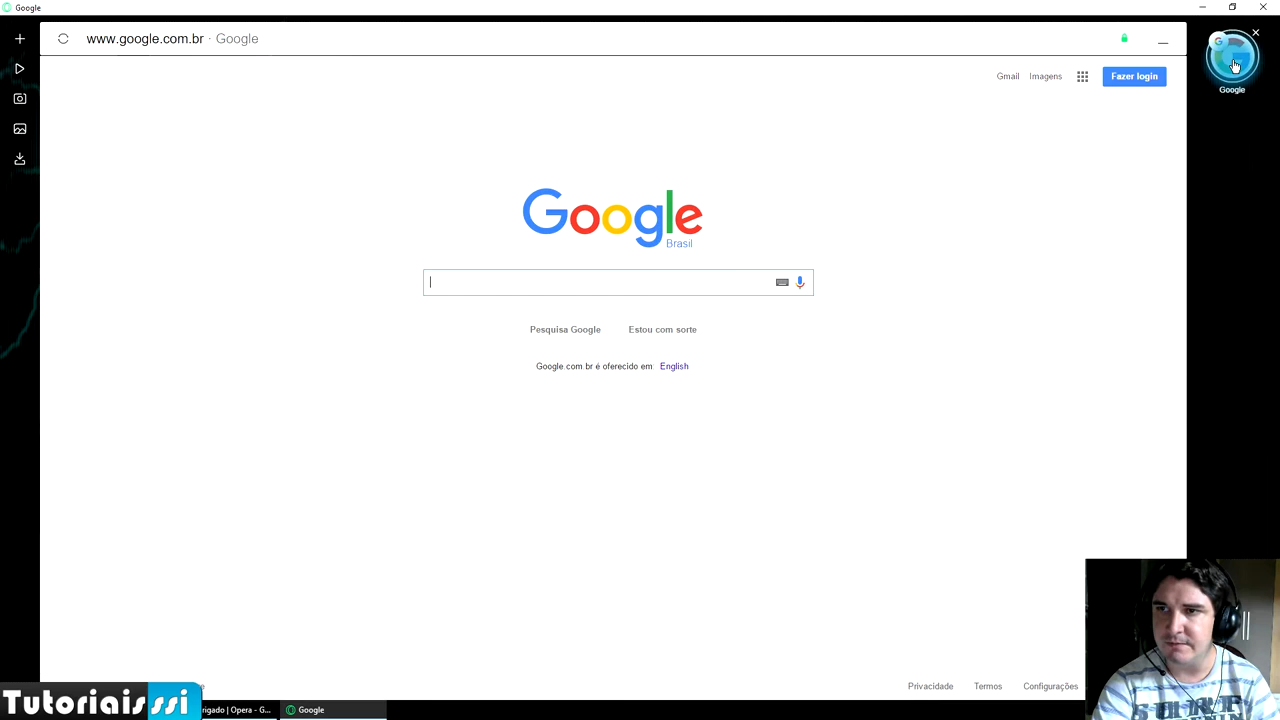 Google
www.google.com.br · Google
Gmail
Imagens
Fazer login
Google
Google
Brasil
Pesquisa Google
Estou com sorte
Google.com.br é oferecido em: English
Privacidade
Termos
Configurações
Tutoriaisssi
rigado | Opera - G...
Google